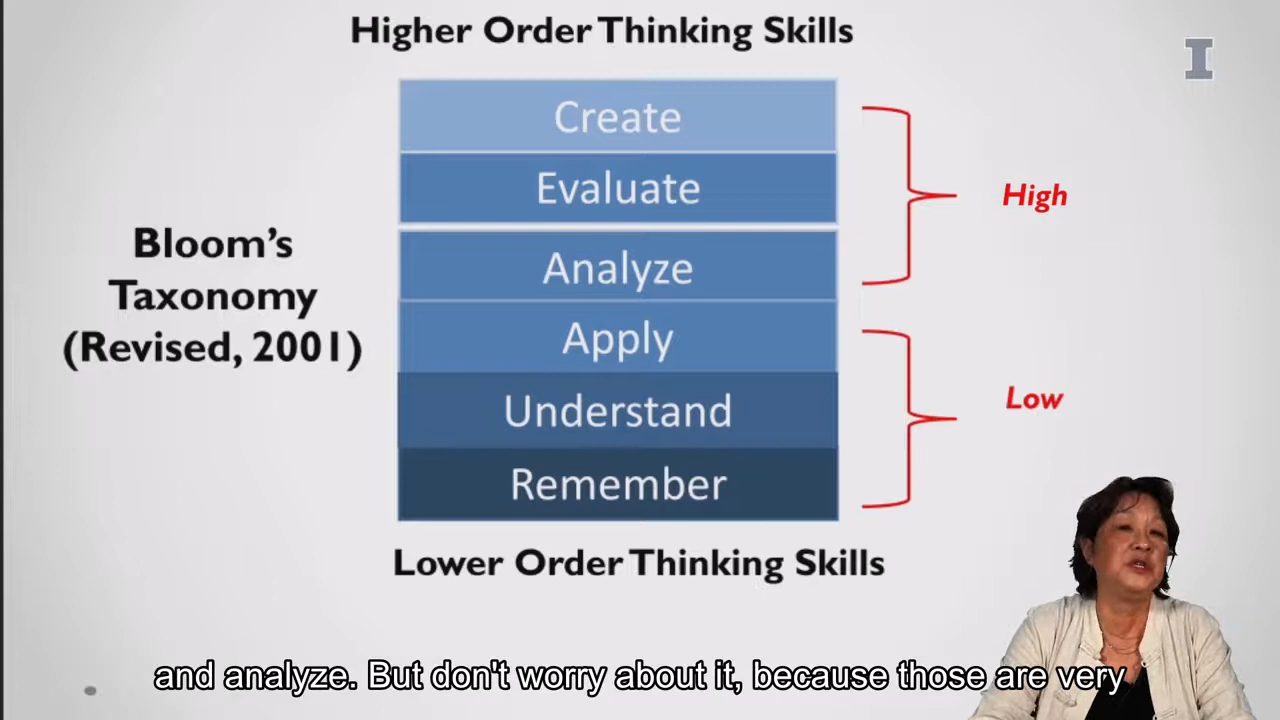 Higher Order Thinking Skills
I
Create
Evaluate
High
Analyze
Bloom's
Taxonomy
(Revised, 2001)
Apply
Low
Understand
Remember
Lower Order Thinking Skills
and analyze. But don't worry about it, because those are very